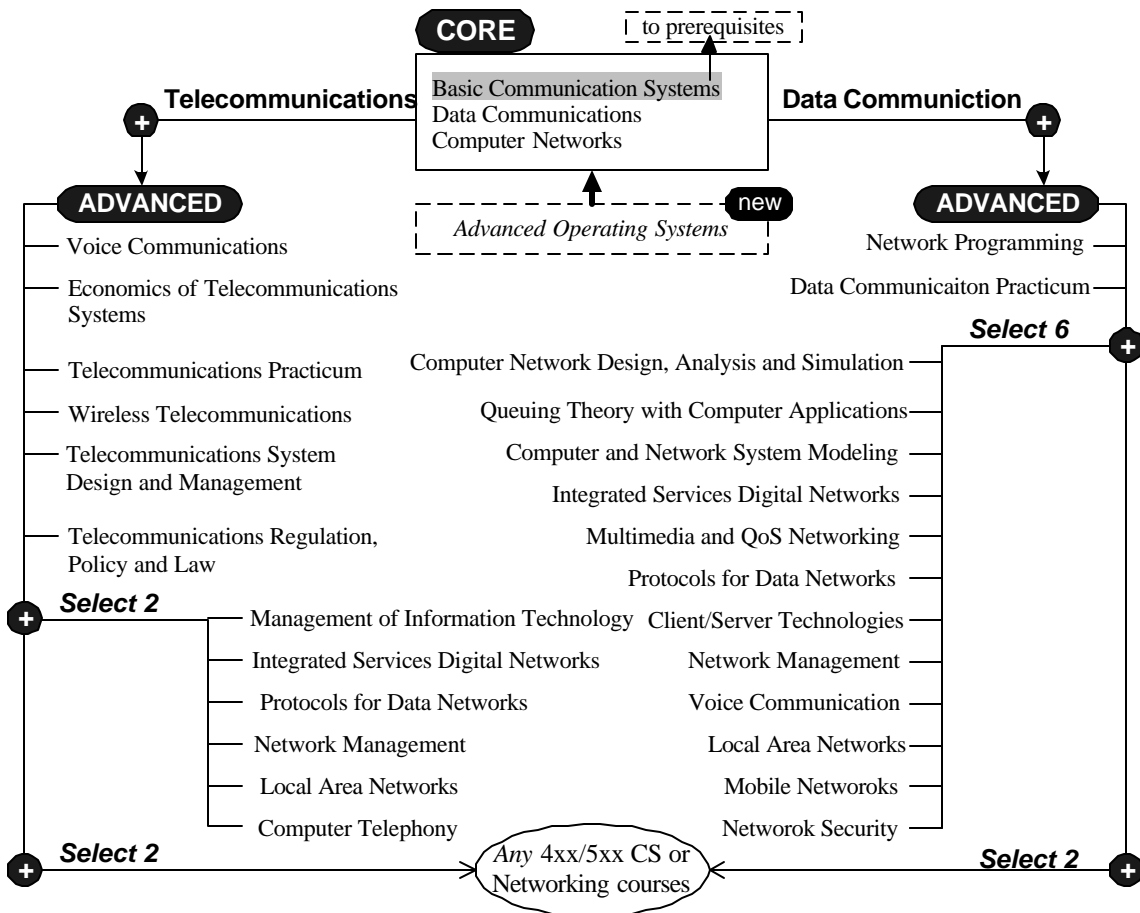 CORE
to prerequisites
Basic Communication Systems
Data Communications
Computer Networks
Telecommunications
Data Communiction
+
+
ADVANCED
ADVANCED
new
Advanced Operating Systems
Voice Communications
Economics of Telecommunications
Systems
Telecommunications Practicum
Wireless Telecommunications
Telecommunications System
Design and Management
Telecommunications Regulation,
Policy and Law
Select 2
+
Management of Information Technology
Integrated Services Digital Networks
Protocols for Data Networks
Network Management
Local Area Networks
Computer Telephony
Select 2
+
Network Programming
Data Communicaiton Practicum
Select 6
+
Computer Network Design, Analysis and Simulation
Queuing Theory with Computer Applications
Computer and Network System Modeling
Integrated Services Digital Networks
Multimedia and QoS Networking
Protocols for Data Networks
Client/Server Technologies
Network Management
Voice Communication
Local Area Networks
Mobile Networoks
Networok Security
Select 2
+
Any 4xx/5xx CS or
Networking courses